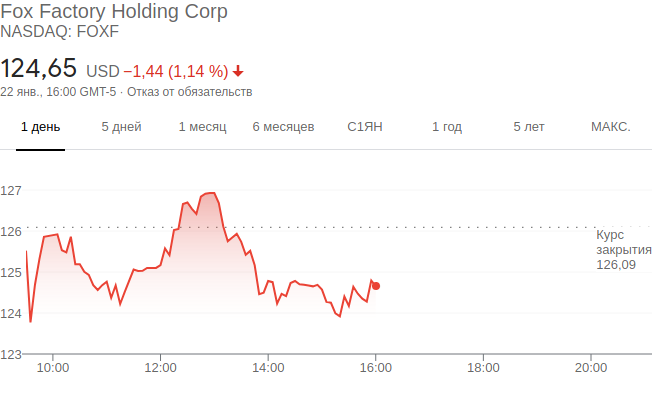 Fox Factory Holding Corp
NASDAQ: FOXF
124,65 USD −1,44 (1,14 %)
22 янв., 16:00 GMT-5 · Отказ от обязательств
1 день 5 дней 1 месяц 6 месяцев С1ЯН 1 год 5 лет МАКС.
127
126
Курс
закрытия
126,09
125
124
123
10:00 12:00 14:00 16:00 18:00 20:00